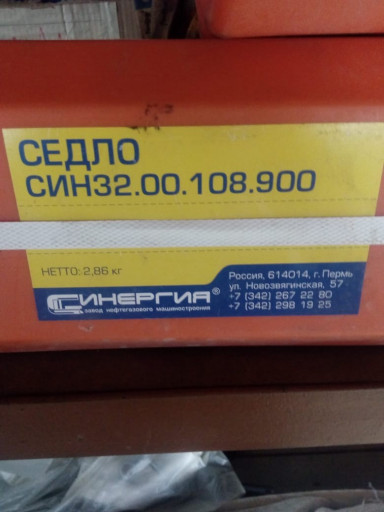 СЕДЛО
СИН32.00.108.900
НЕТТО: 2,86 кг
СИНЕРГИЯ®
завод нефтегазового машиностроения
Россия, 614014, г. Пермь
ул. Новозвягинская, 57
+7 (342) 267 22 80
+7 (342) 298 19 25